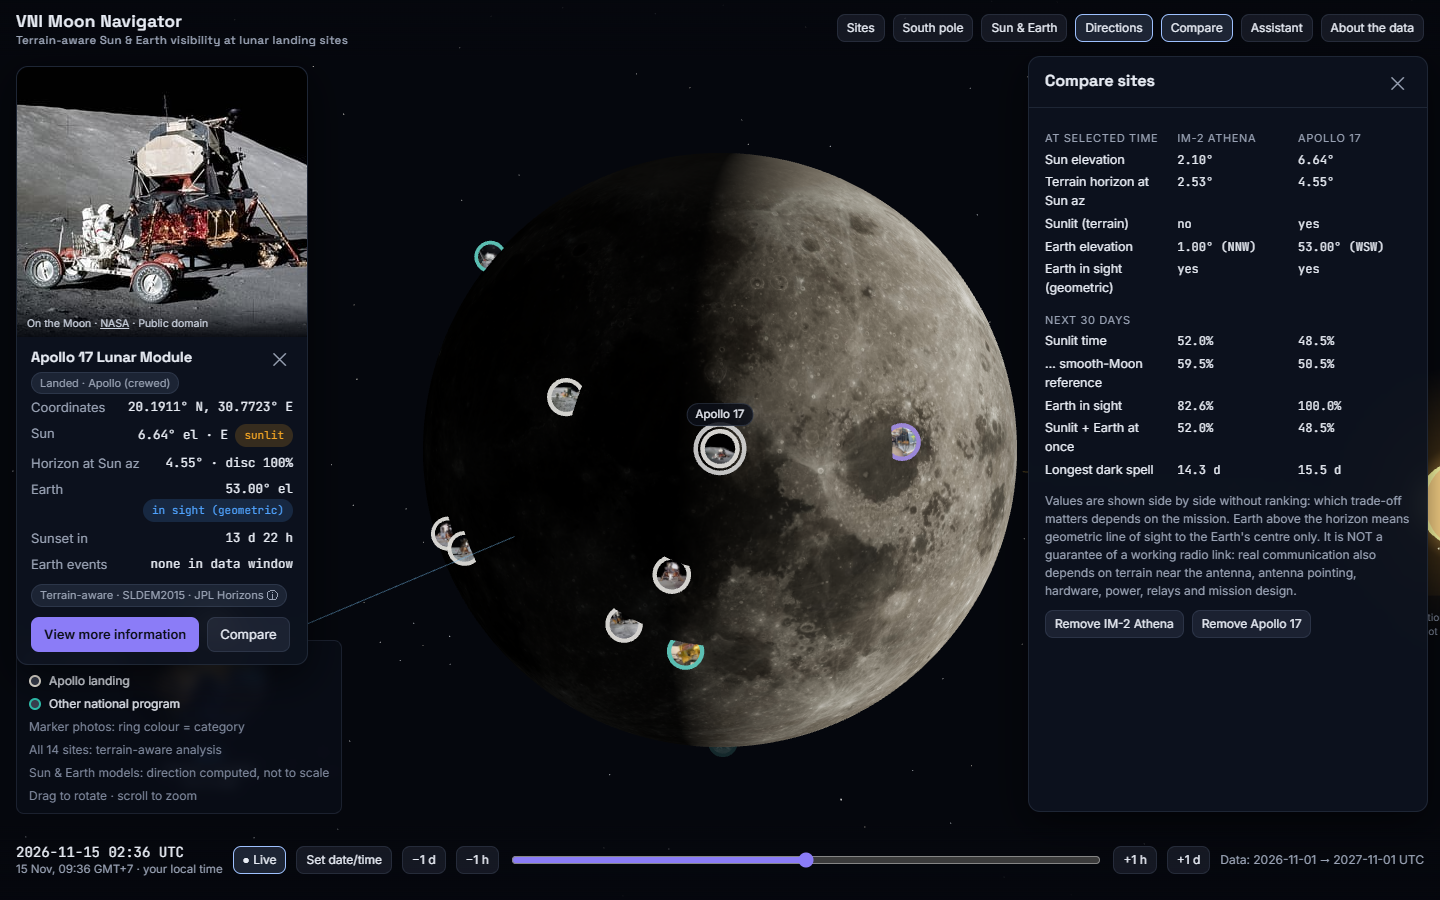 VNI Moon Navigator
Terrain-aware Sun & Earth visibility at lunar landing sites
Sites
South pole
Sun & Earth
Directions
Compare
Assistant
About the data
On the Moon · NASA · Public domain
Apollo 17 Lunar Module
Landed · Apollo (crewed)
Coordinates 20.1911° N, 30.7723° E
Sun 6.64° el · E sunlit
Horizon at Sun az 4.55° · disc 100%
Earth 53.00° el
in sight (geometric)
Sunset in 13 d 22 h
Earth events none in data window
Terrain-aware · SLDEM2015 · JPL Horizons ⓘ
View more information
Compare
Apollo landing
Other national program
Marker photos: ring colour = category
All 14 sites: terrain-aware analysis
Sun & Earth models: direction computed, not to scale
Drag to rotate · scroll to zoom
Apollo 17
Compare sites
AT SELECTED TIME IM-2 ATHENA APOLLO 17
Sun elevation 2.10° 6.64°
Terrain horizon at 2.53° 4.55°
Sun az
Sunlit (terrain) no yes
Earth elevation 1.00° (NNW) 53.00° (WSW)
Earth in sight yes yes
(geometric)
NEXT 30 DAYS
Sunlit time 52.0% 48.5%
... smooth-Moon 59.5% 50.5%
reference
Earth in sight 82.6% 100.0%
Sunlit + Earth at 52.0% 48.5%
once
Longest dark spell 14.3 d 15.5 d
Values are shown side by side without ranking: which trade-off
matters depends on the mission. Earth above the horizon means
geometric line of sight to the Earth's centre only. It is NOT a
guarantee of a working radio link: real communication also
depends on terrain near the antenna, antenna pointing,
hardware, power, relays and mission design.
Remove IM-2 Athena
Remove Apollo 17
2026-11-15 02:36 UTC
15 Nov, 09:36 GMT+7 · your local time
● Live
Set date/time
−1 d
−1 h
+1 h
+1 d
Data: 2026-11-01 → 2027-11-01 UTC